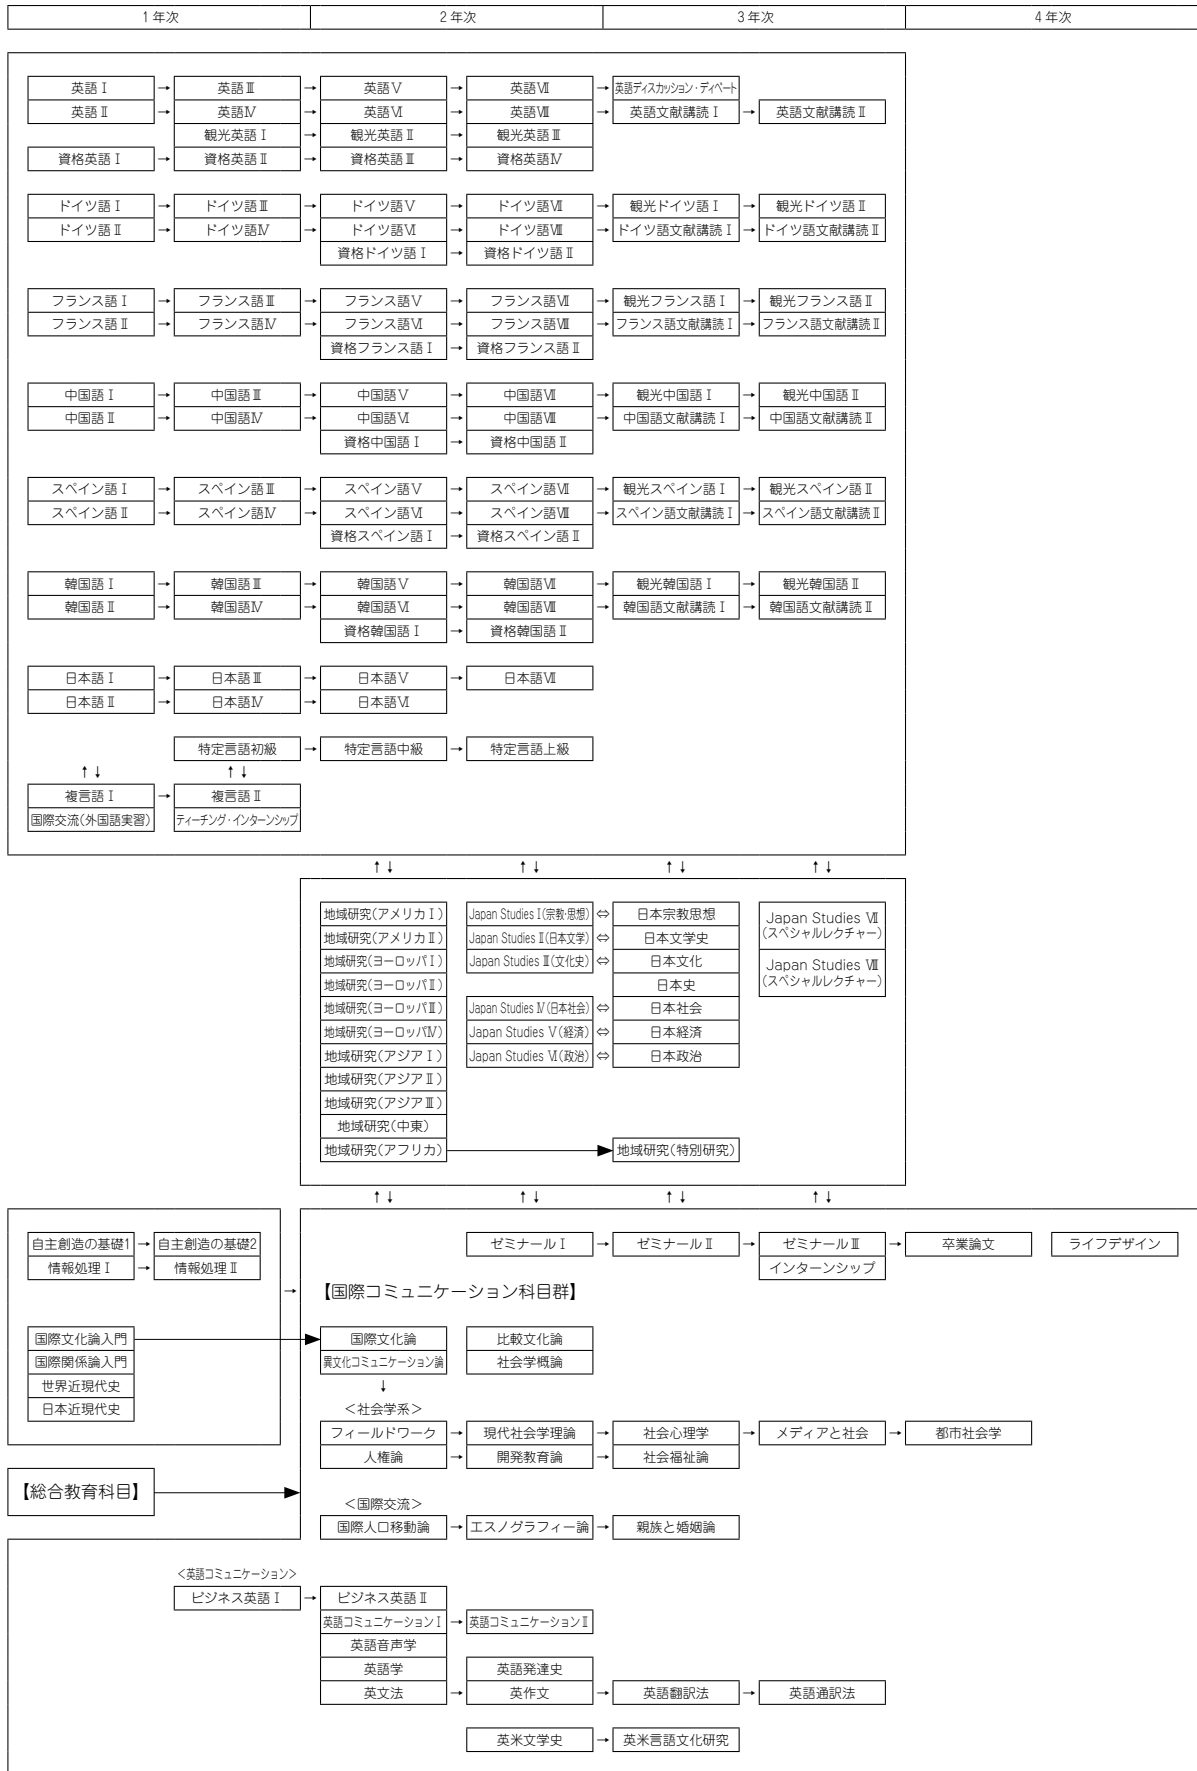 1年次 2年次 3年次 4年次
英語Ⅰ → 英語Ⅲ → 英語Ⅴ → 英語Ⅶ → 英語ディスカッション・ディベート
英語Ⅱ → 英語Ⅳ → 英語Ⅵ → 英語Ⅷ → 英語文献講読Ⅰ → 英語文献講読Ⅱ
観光英語Ⅰ → 観光英語Ⅱ → 観光英語Ⅲ
資格英語Ⅰ → 資格英語Ⅱ → 資格英語Ⅲ → 資格英語Ⅳ
ドイツ語Ⅰ → ドイツ語Ⅲ → ドイツ語Ⅴ → ドイツ語Ⅶ → 観光ドイツ語Ⅰ → 観光ドイツ語Ⅱ
ドイツ語Ⅱ → ドイツ語Ⅳ → ドイツ語Ⅵ → ドイツ語Ⅷ → ドイツ語文献講読Ⅰ → ドイツ語文献講読Ⅱ
資格ドイツ語Ⅰ → 資格ドイツ語Ⅱ
フランス語Ⅰ → フランス語Ⅲ → フランス語Ⅴ → フランス語Ⅶ → 観光フランス語Ⅰ → 観光フランス語Ⅱ
フランス語Ⅱ → フランス語Ⅳ → フランス語Ⅵ → フランス語Ⅷ → フランス語文献講読Ⅰ → フランス語文献講読Ⅱ
資格フランス語Ⅰ → 資格フランス語Ⅱ
中国語Ⅰ → 中国語Ⅲ → 中国語Ⅴ → 中国語Ⅶ → 観光中国語Ⅰ → 観光中国語Ⅱ
中国語Ⅱ → 中国語Ⅳ → 中国語Ⅵ → 中国語Ⅷ → 中国語文献講読Ⅰ → 中国語文献講読Ⅱ
資格中国語Ⅰ → 資格中国語Ⅱ
スペイン語Ⅰ → スペイン語Ⅲ → スペイン語Ⅴ → スペイン語Ⅶ → 観光スペイン語Ⅰ → 観光スペイン語Ⅱ
スペイン語Ⅱ → スペイン語Ⅳ → スペイン語Ⅵ → スペイン語Ⅷ → スペイン語文献講読Ⅰ → スペイン語文献講読Ⅱ
資格スペイン語Ⅰ → 資格スペイン語Ⅱ
韓国語Ⅰ → 韓国語Ⅲ → 韓国語Ⅴ → 韓国語Ⅶ → 観光韓国語Ⅰ → 観光韓国語Ⅱ
韓国語Ⅱ → 韓国語Ⅳ → 韓国語Ⅵ → 韓国語Ⅷ → 韓国語文献講読Ⅰ → 韓国語文献講読Ⅱ
資格韓国語Ⅰ → 資格韓国語Ⅱ
日本語Ⅰ → 日本語Ⅲ → 日本語Ⅴ → 日本語Ⅶ
日本語Ⅱ → 日本語Ⅳ → 日本語Ⅵ
特定言語初級 → 特定言語中級 → 特定言語上級
↑↓ ↑↓
複言語Ⅰ → 複言語Ⅱ
国際交流(外国語実習) ティーチング・インターンシップ
↑↓ ↑↓ ↑↓ ↑↓
地域研究(アメリカⅠ) Japan Studies Ⅰ(宗教・思想) ⇔ 日本宗教思想 Japan Studies Ⅶ
(スペシャルレクチャー)
地域研究(アメリカⅡ) Japan Studies Ⅱ(日本文学) ⇔ 日本文学史
地域研究(ヨーロッパⅠ) Japan Studies Ⅲ(文化史) ⇔ 日本文化 Japan Studies Ⅷ
(スペシャルレクチャー)
地域研究(ヨーロッパⅡ) 日本史
地域研究(ヨーロッパⅢ) Japan Studies Ⅳ(日本社会) ⇔ 日本社会
地域研究(ヨーロッパⅣ) Japan Studies Ⅴ(経済) ⇔ 日本経済
地域研究(アジアⅠ) Japan Studies Ⅵ(政治) ⇔ 日本政治
地域研究(アジアⅡ)
地域研究(アジアⅢ)
地域研究(中東)
地域研究(アフリカ) → 地域研究(特別研究)
↑↓ ↑↓ ↑↓ ↑↓
自主創造の基礎1 → 自主創造の基礎2 ゼミナールⅠ → ゼミナールⅡ → ゼミナールⅢ → 卒業論文 ライフデザイン
情報処理Ⅰ → 情報処理Ⅱ インターンシップ
→ 【国際コミュニケーション科目群】
国際文化論入門 → 国際文化論 比較文化論
国際関係論入門 異文化コミュニケーション論 社会学概論
世界近現代史 ↓
日本近現代史 <社会学系>
フィールドワーク → 現代社会学理論 → 社会心理学 → メディアと社会 → 都市社会学
人権論 → 開発教育論 → 社会福祉論
【総合教育科目】 →
<国際交流>
国際人口移動論 → エスノグラフィー論 → 親族と婚姻論
<英語コミュニケーション>
ビジネス英語Ⅰ → ビジネス英語Ⅱ
英語コミュニケーションⅠ → 英語コミュニケーションⅡ
英語音声学
英語学 英語発達史
英文法 → 英作文 → 英語翻訳法 → 英語通訳法
英米文学史 → 英米言語文化研究